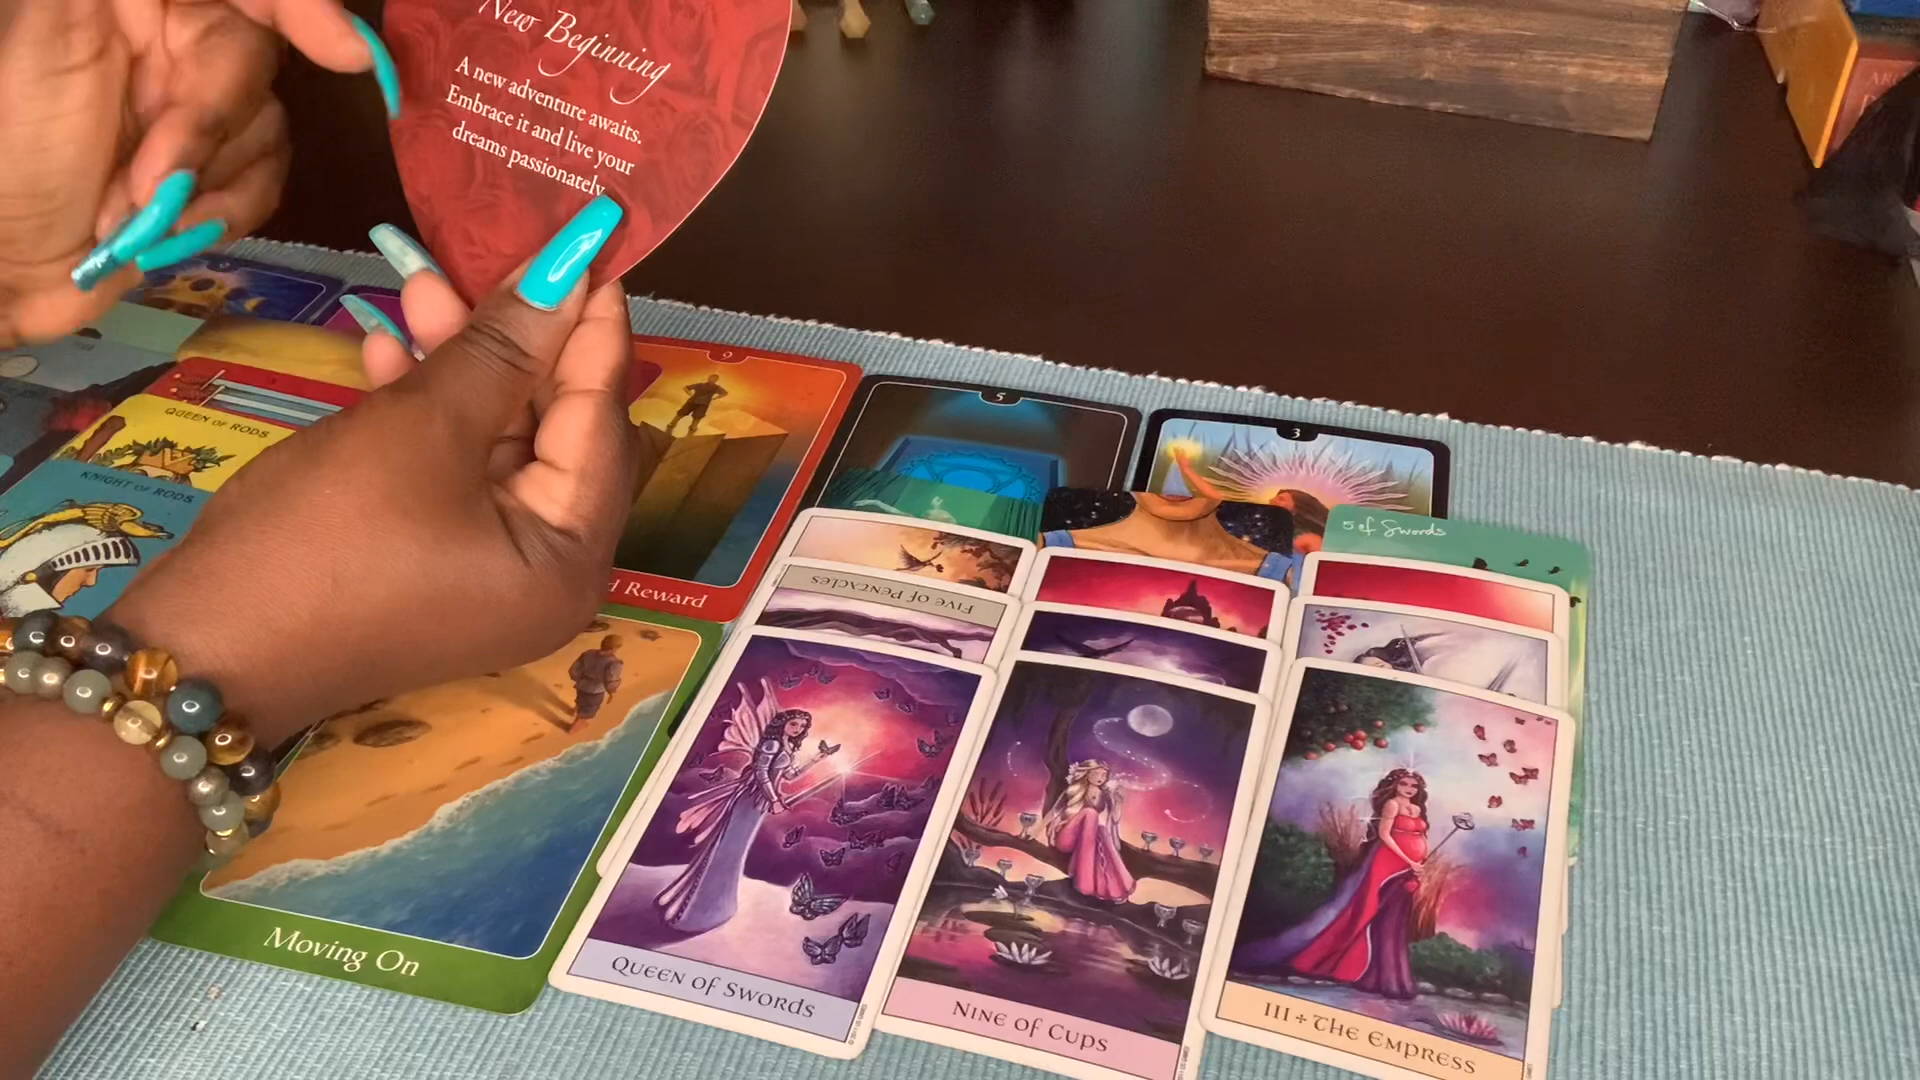 New Beginning
A new adventure awaits.
Embrace it and live your
dreams passionately
QUEEN OF RODS
KNIGHT OF RODS
9
d Reward
5
3
5 of Swords
FIVE OF PENTACLES
Moving On
QUEEN OF SWORDS
NINE OF CUPS
III + THE EMPRESS